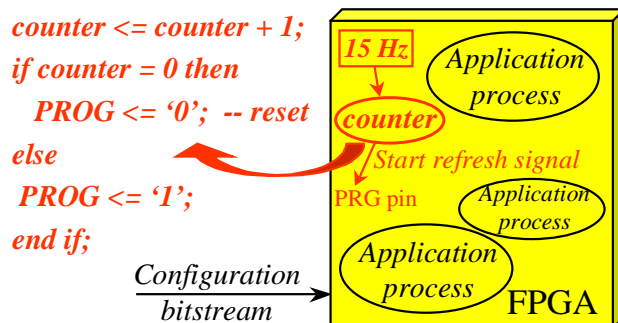 counter <= counter + 1;
if counter = 0 then
PROG <= ‘0’; -- reset
else
PROG <= ‘1’;
end if;
15 Hz
Application
process
counter
Start refresh signal
PRG pin
Application
process
Application
process
Configuration
bitstream
FPGA